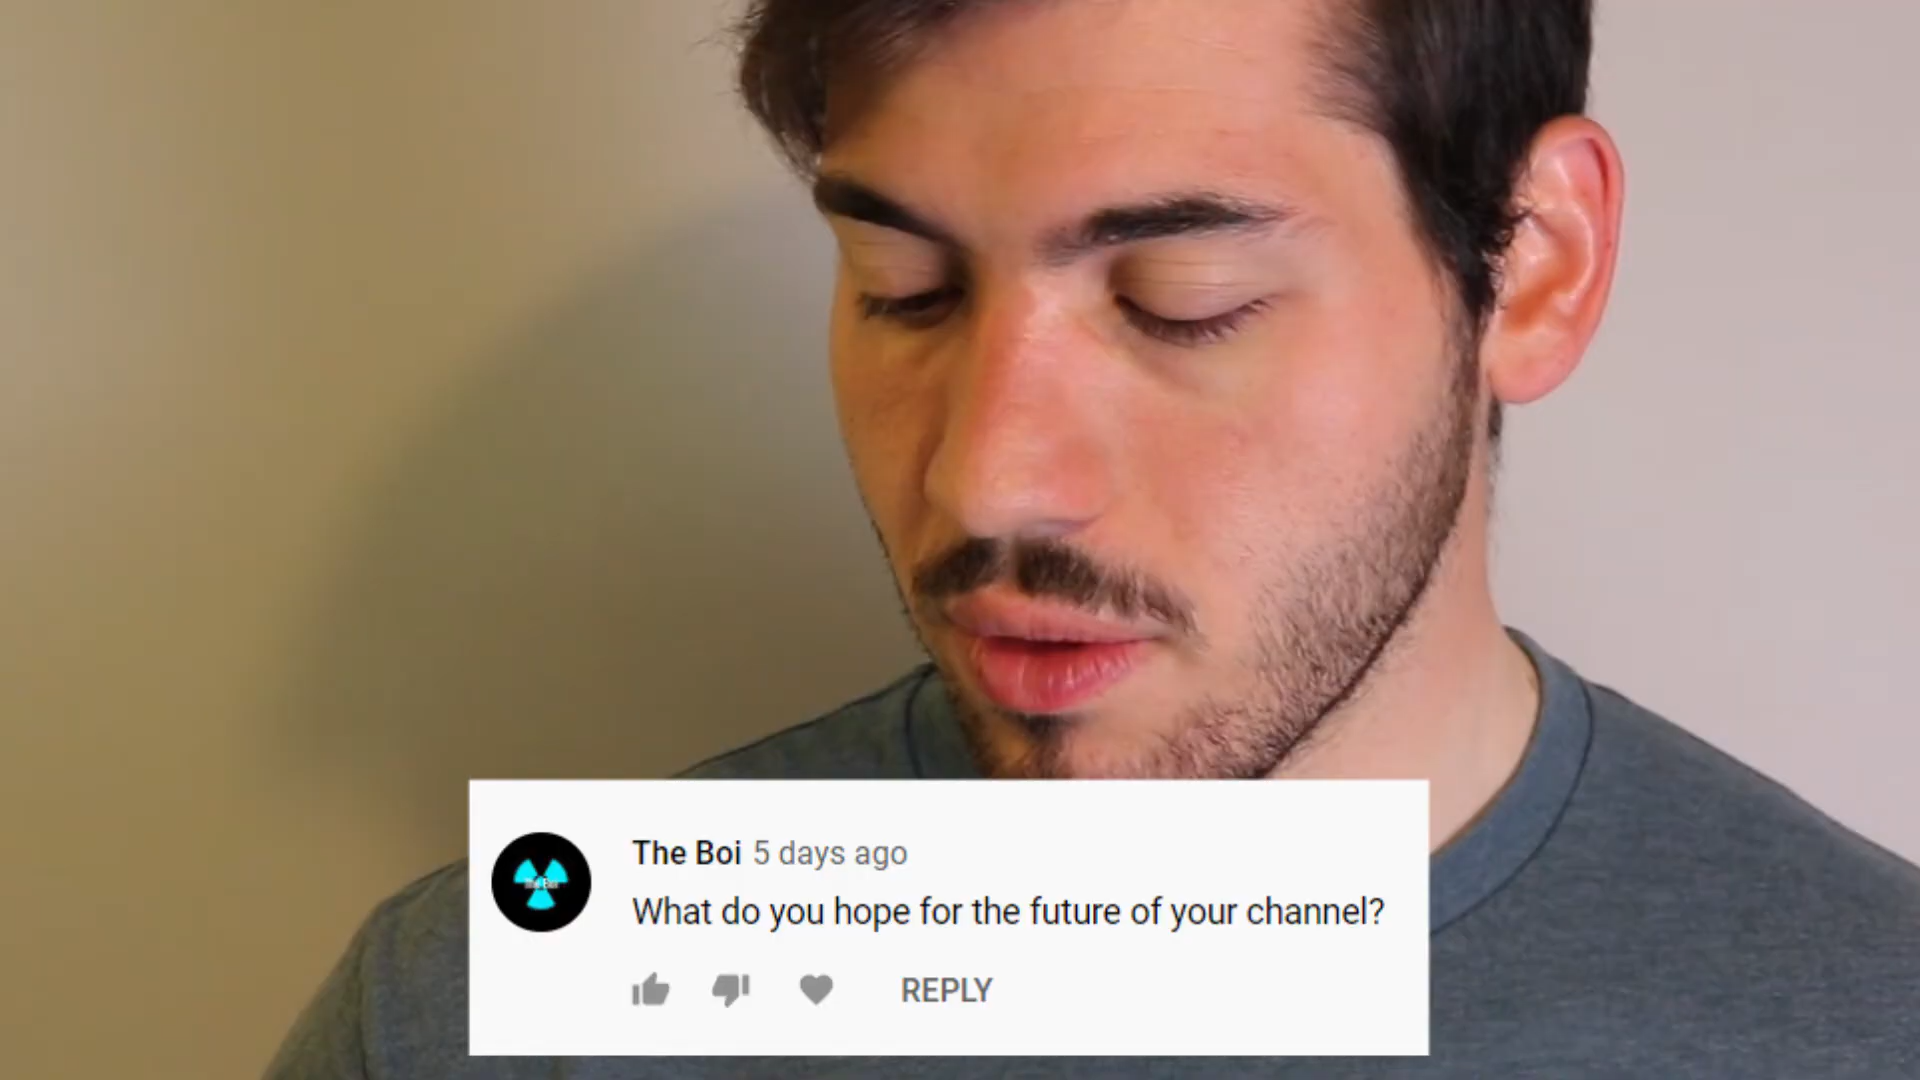 The Boi 5 days ago
What do you hope for the future of your channel?
REPLY